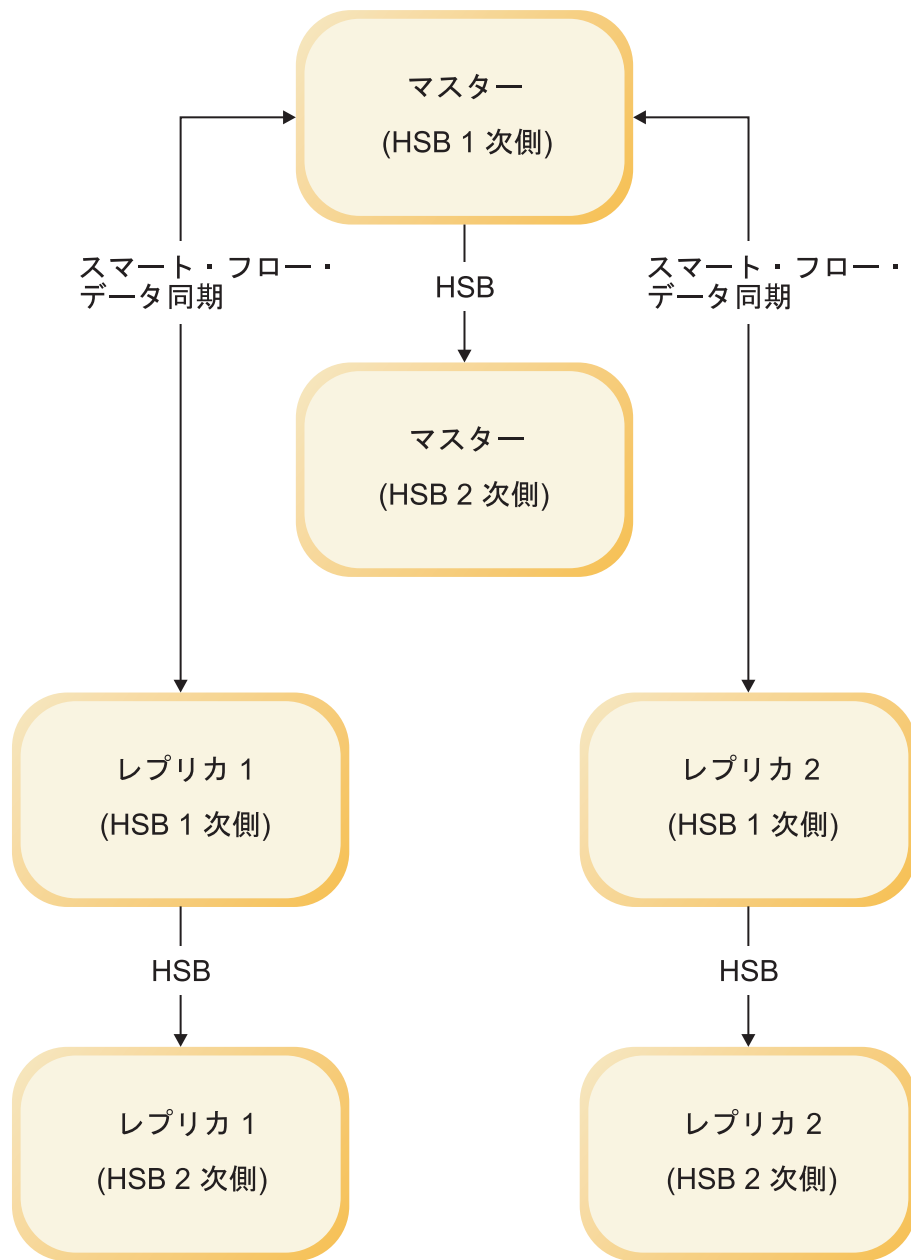 マスター
(HSB 1 次側)
スマート・フロー・
データ同期
HSB
スマート・フロー・
データ同期
マスター
(HSB 2 次側)
レプリカ 1
(HSB 1 次側)
レプリカ 2
(HSB 1 次側)
HSB
HSB
レプリカ 1
(HSB 2 次側)
レプリカ 2
(HSB 2 次側)